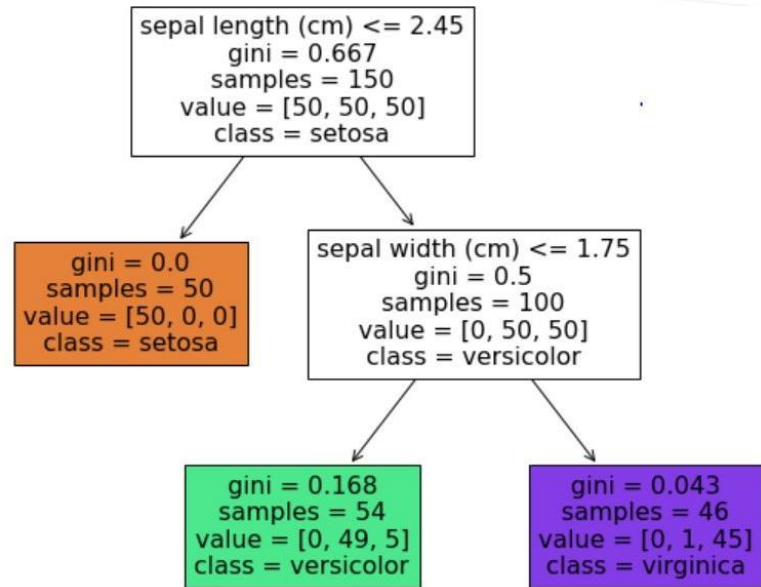 sepal length (cm) <= 2.45
gini = 0.667
samples = 150
value = [50, 50, 50]
class = setosa
gini = 0.0
samples = 50
value = [50, 0, 0]
class = setosa
sepal width (cm) <= 1.75
gini = 0.5
samples = 100
value = [0, 50, 50]
class = versicolor
gini = 0.168
samples = 54
value = [0, 49, 5]
class = versicolor
gini = 0.043
samples = 46
value = [0, 1, 45]
class = virginica